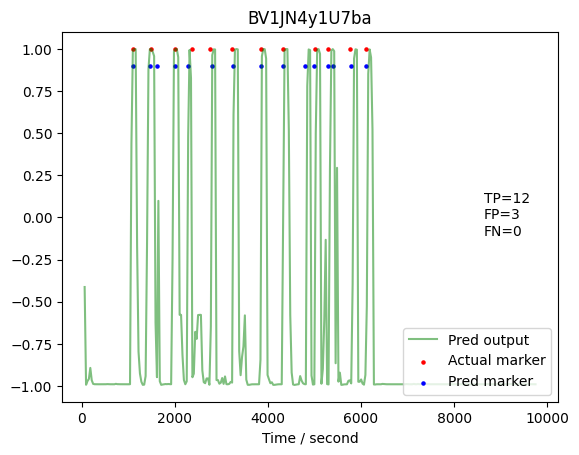 BV1JN4y1U7ba
1.00
0.75
0.50
0.25
0.00
−0.25
−0.50
−0.75
−1.00
TP=12
FP=3
FN=0
Pred output
Actual marker
Pred marker
0 2000 4000 6000 8000 10000
Time / second